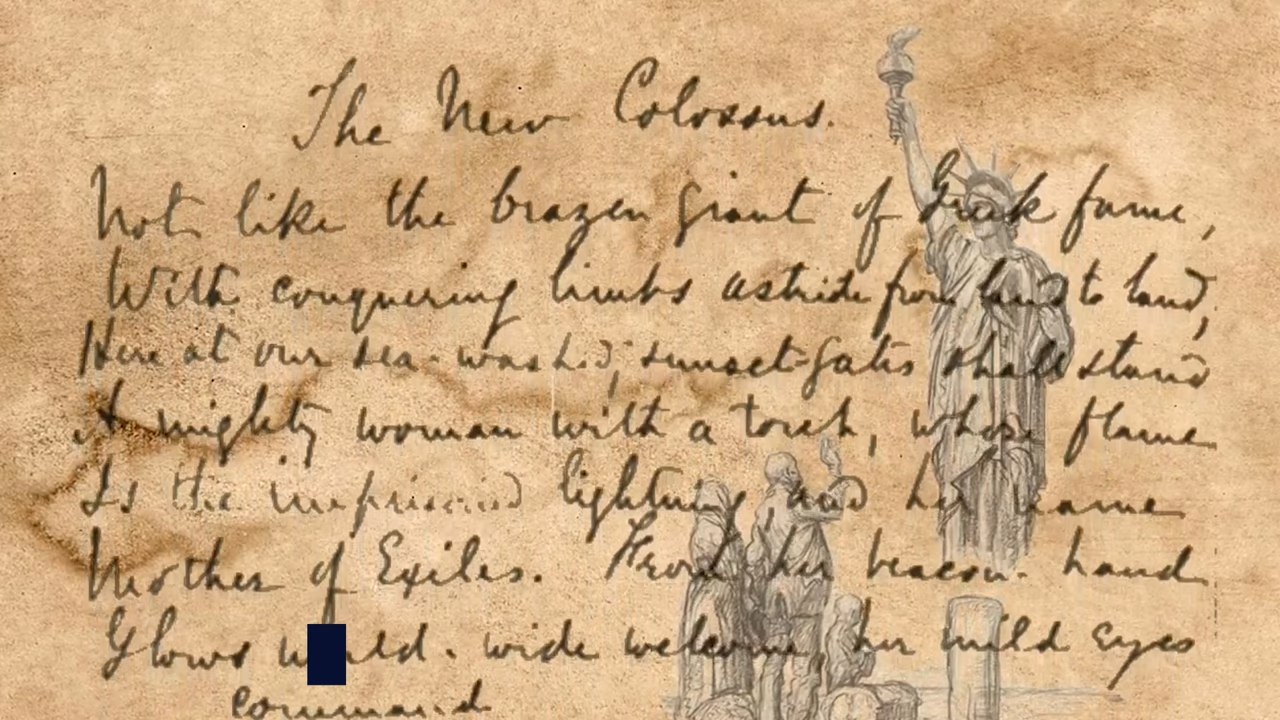 The New Colossus.
Not like the brazen giant of Greek fame,
With conquering limbs astride from land to land,
Here at our sea-washed, sunset-gates shall stand
A mighty woman with a torch, whose flame
Is the imprisoned lightning and her name
Mother of Exiles. From her beacon-hand
Glows wide welcome, her mild eyes
command